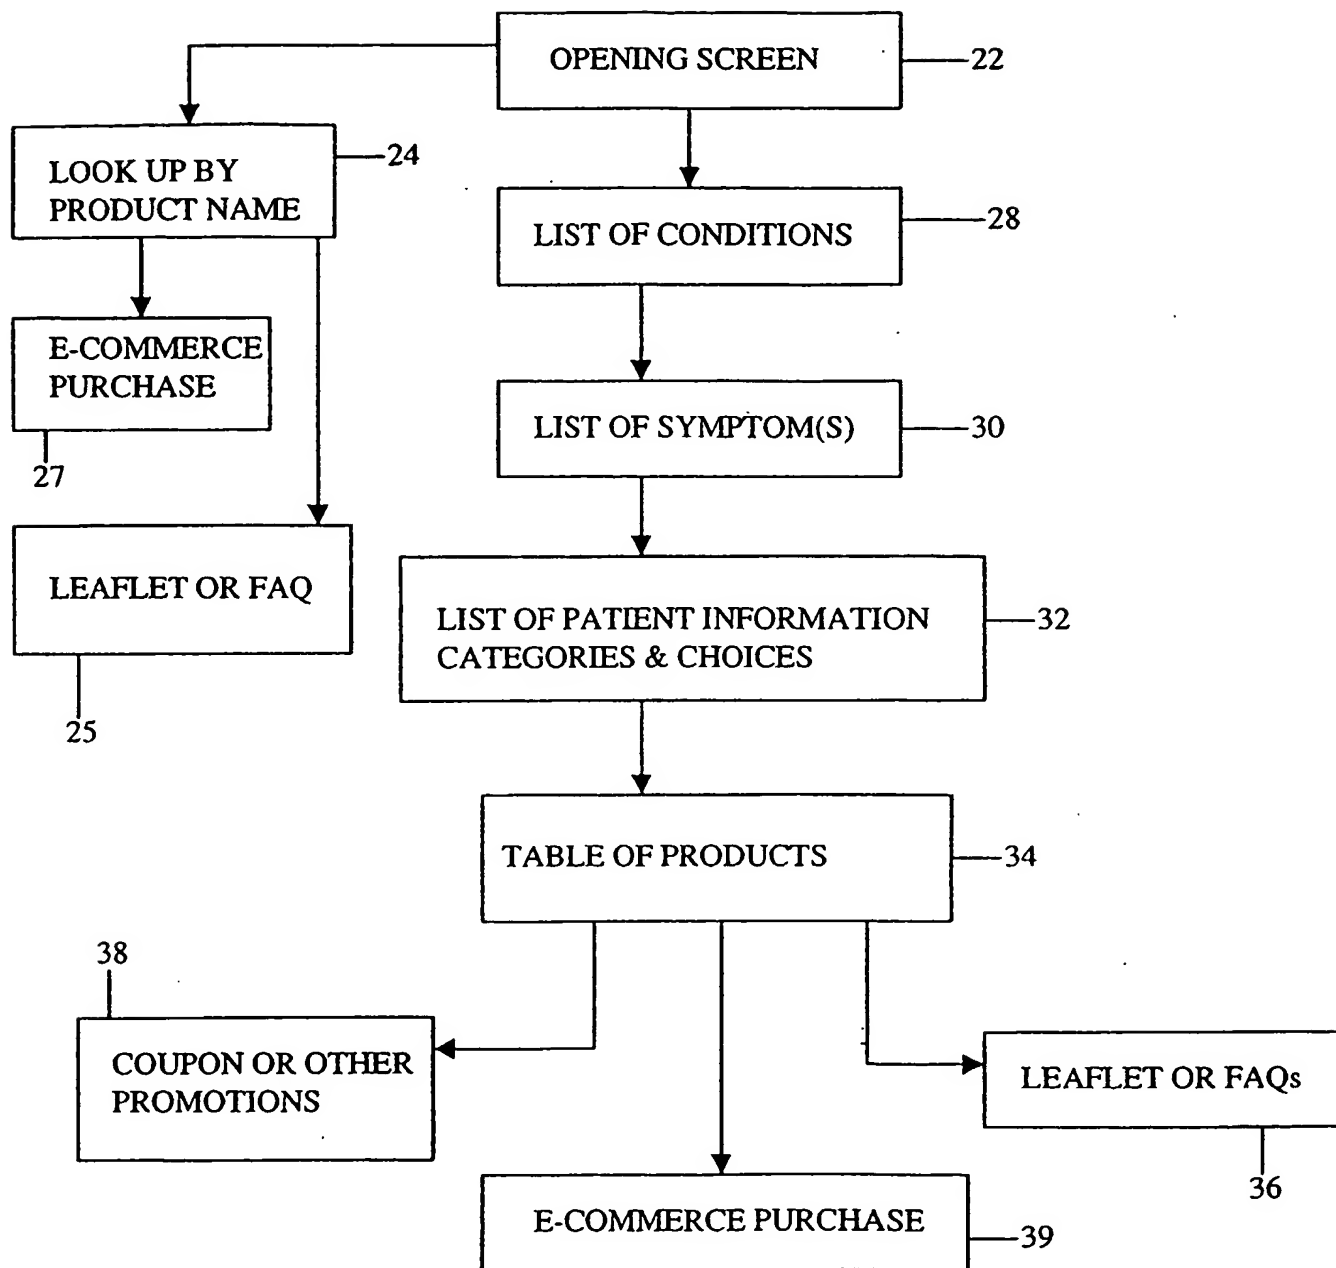 OPENING SCREEN
22
LOOK UP BY
PRODUCT NAME
24
LIST OF CONDITIONS
28
E-COMMERCE
PURCHASE
27
LIST OF SYMPTOM(S)
30
LEAFLET OR FAQ
25
LIST OF PATIENT INFORMATION
CATEGORIES & CHOICES
32
TABLE OF PRODUCTS
34
38
COUPON OR OTHER
PROMOTIONS
LEAFLET OR FAQs
36
E-COMMERCE PURCHASE
39